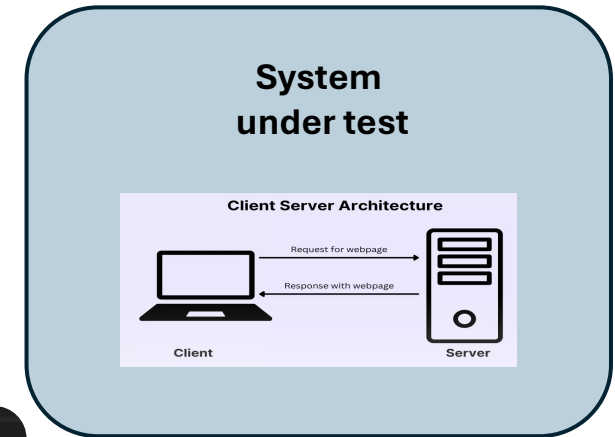 System
under test
Client Server Architecture
Request for webpage
Response with webpage
Client
Server